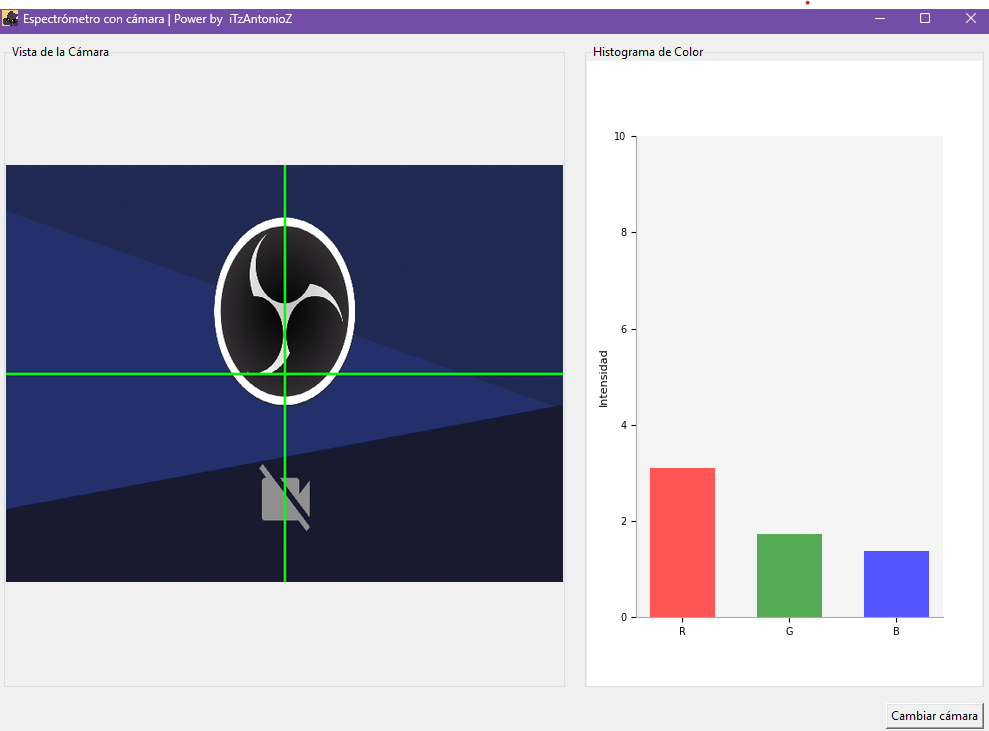 Espectrómetro con cámara | Power by iTzAntonioZ
Vista de la Cámara
Histograma de Color
10
8
6
4
2
0
Intensidad
R
G
B
Cambiar cámara